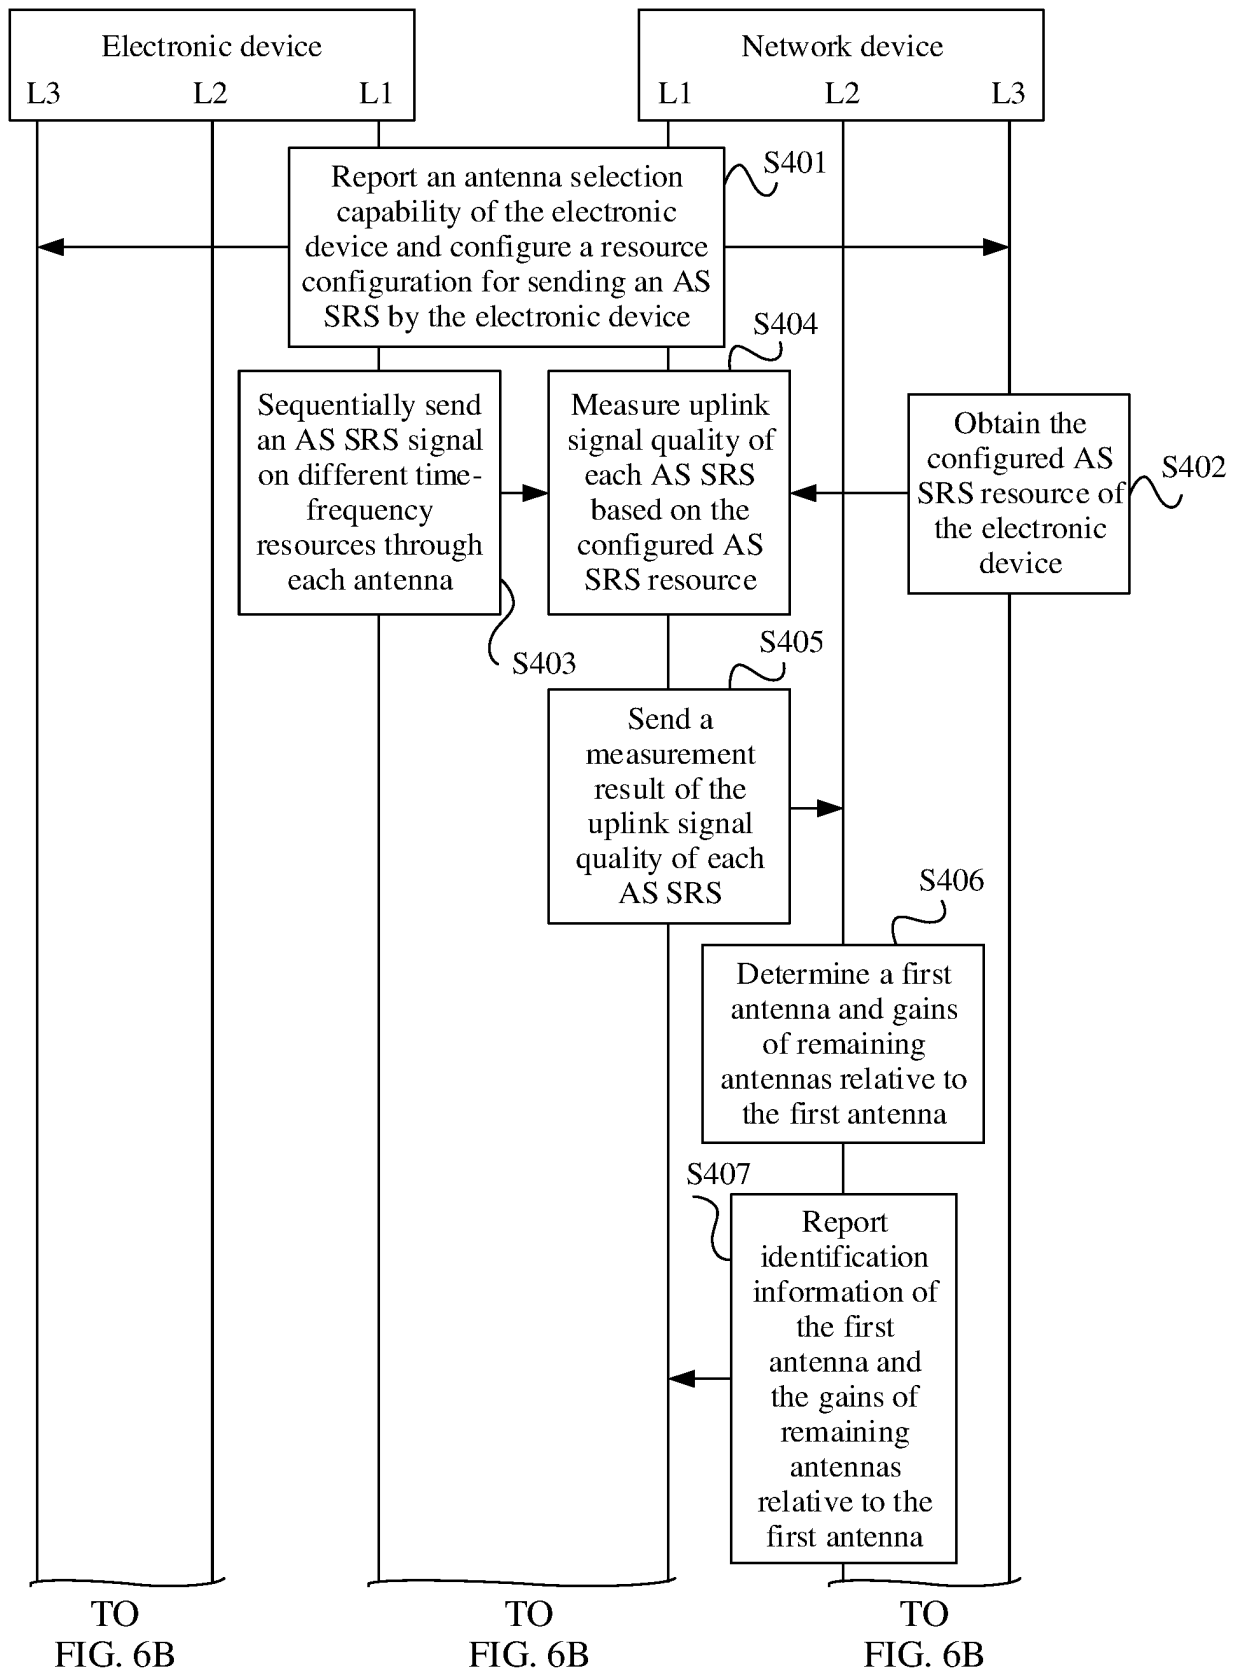 Electronic device
L3 L2 L1
Network device
L1 L2 L3
S401
Report an antenna selection
capability of the electronic
device and configure a resource
configuration for sending an AS
SRS by the electronic device
S404
Sequentially send
an AS SRS signal
on different time-
frequency
resources through
each antenna
S403
Measure uplink
signal quality of
each AS SRS
based on the
configured AS
SRS resource
Obtain the
configured AS
SRS resource of
the electronic
device
S402
S405
Send a
measurement
result of the
uplink signal
quality of each
AS SRS
S406
Determine a first
antenna and gains
of remaining
antennas relative to
the first antenna
S407
Report
identification
information of
the first
antenna and
the gains of
remaining
antennas
relative to the
first antenna
TO
FIG. 6B
TO
FIG. 6B
TO
FIG. 6B